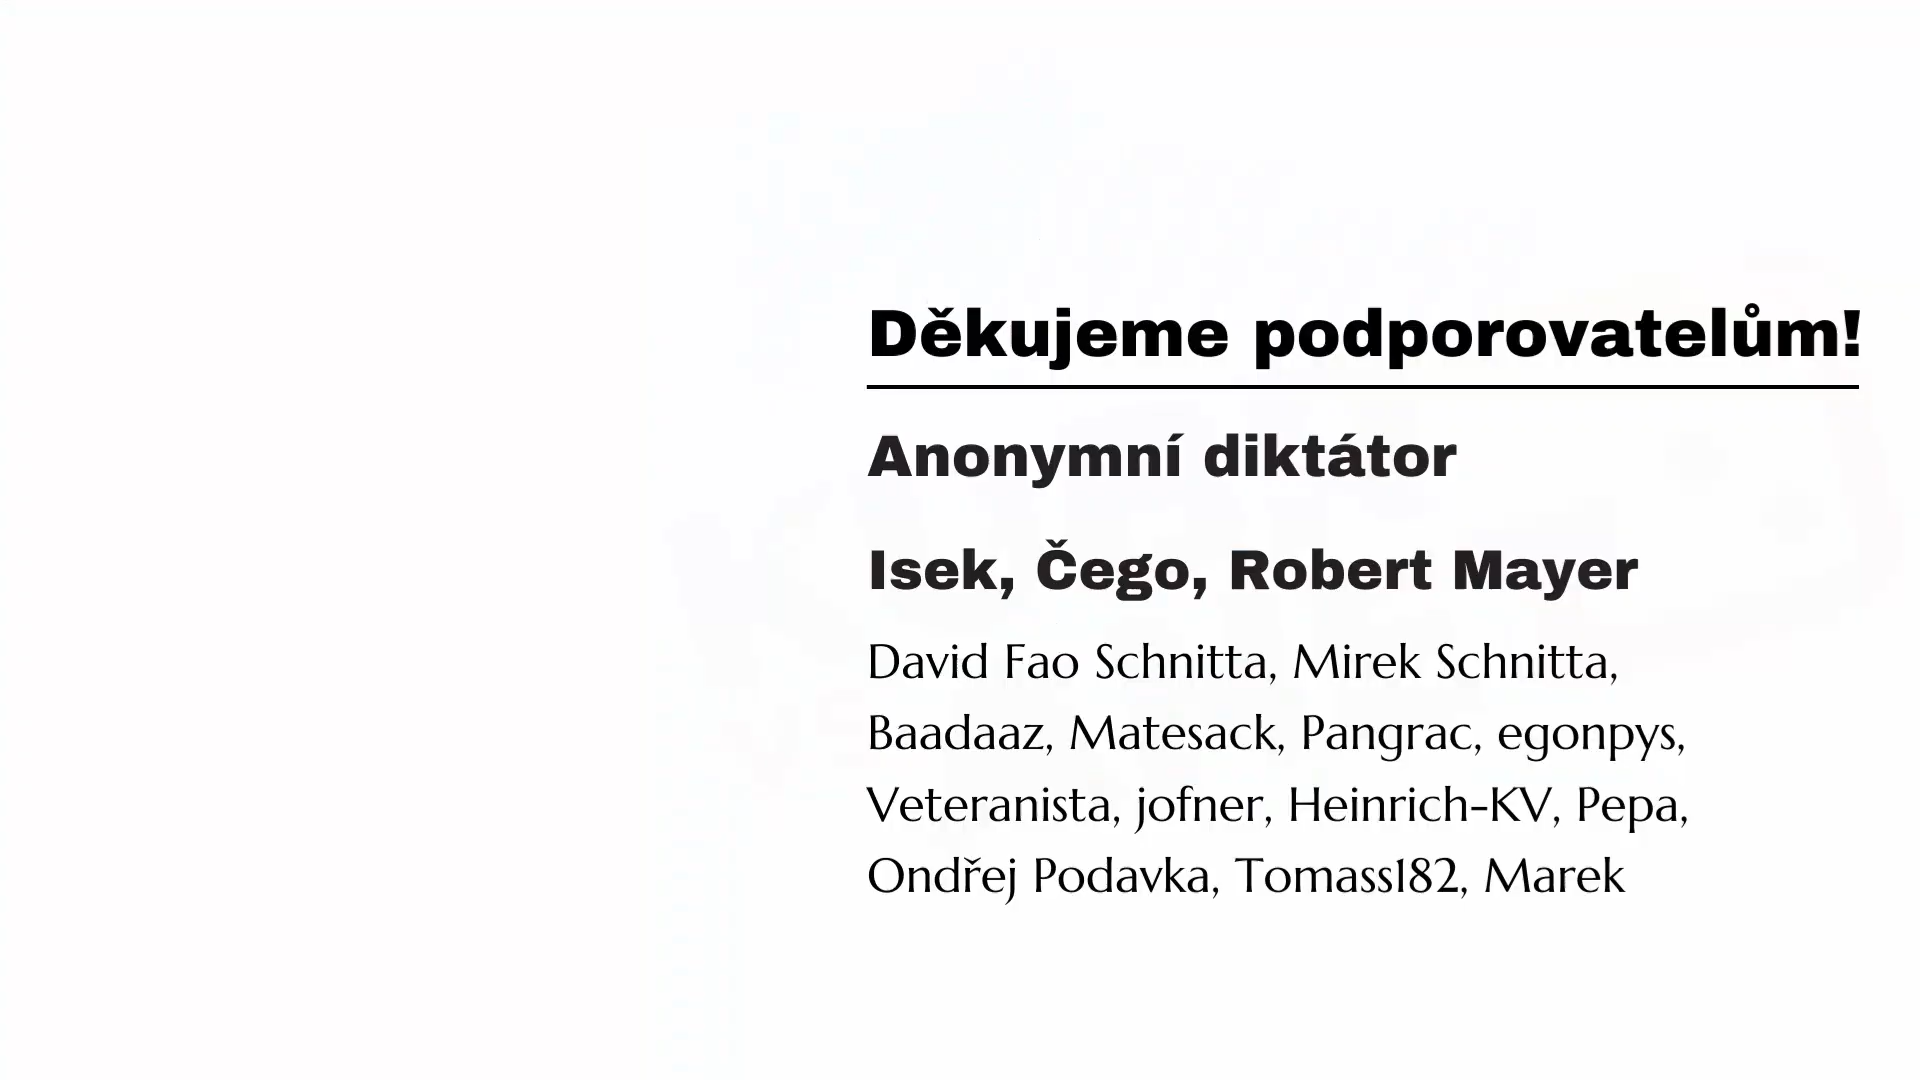 Děkujeme podporovatelům!
Anonymní diktátor
Isek, Čego, Robert Mayer
David Fao Schnitta, Mirek Schnitta,
Baadaaz, Matesack, Pangrac, egonpys,
Veteranista, jofner, Heinrich-KV, Pepa,
Ondřej Podavka, Tomass182, Marek